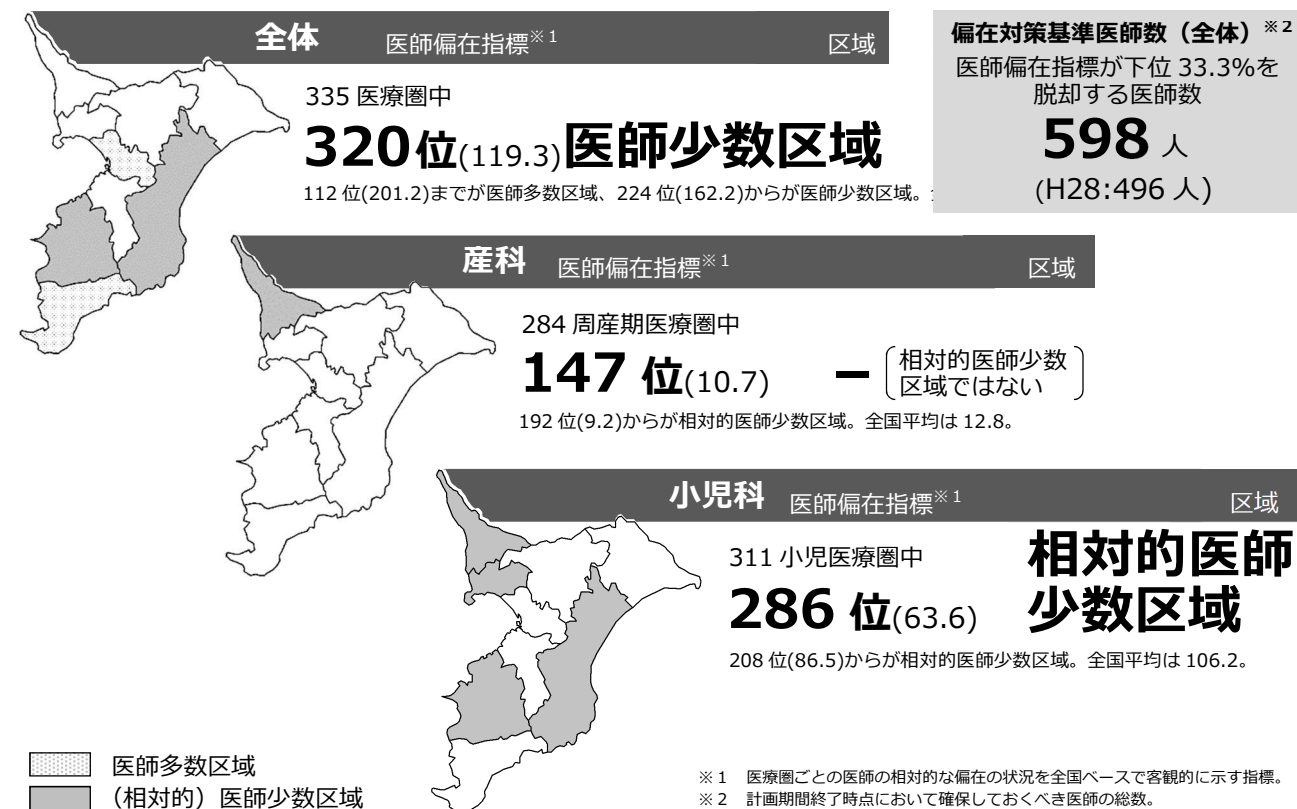 全体 医師偏在指標※1 区域
335 医療圏中
320位(119.3)医師少数区域
112 位(201.2)までが医師多数区域、224 位(162.2)からが医師少数区域。
偏在対策基準医師数（全体）※2
医師偏在指標が下位 33.3%を
脱却する医師数
598 人
(H28:496 人)
産科 医師偏在指標※1 区域
284 周産期医療圏中
147 位(10.7) ー 相対的医師少数
区域ではない
192 位(9.2)からが相対的医師少数区域。全国平均は 12.8。
小児科 医師偏在指標※1 区域
311 小児医療圏中
286 位(63.6)
相対的医師
少数区域
208 位(86.5)からが相対的医師少数区域。全国平均は 106.2。
医師多数区域
（相対的）医師少数区域
※1 医療圏ごとの医師の相対的な偏在の状況を全国ベースで客観的に示す指標。
※2 計画期間終了時点において確保しておくべき医師の総数。